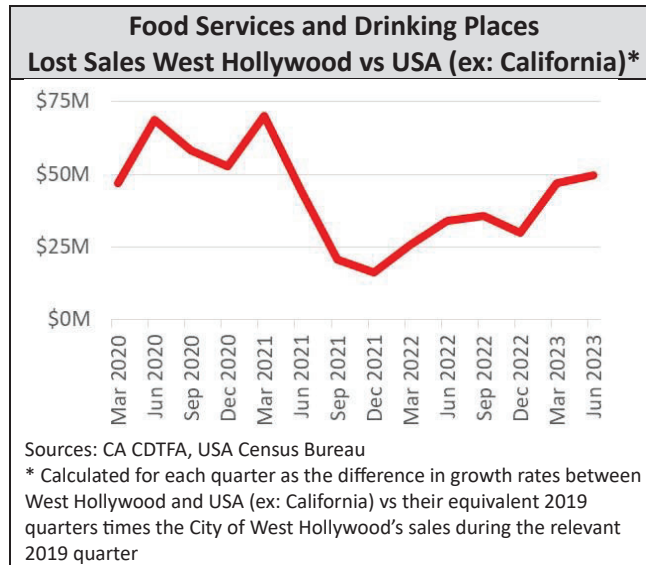 Food Services and Drinking Places
Lost Sales West Hollywood vs USA (ex: California)*
$75M
$50M
$25M
$0M
Mar 2020
Jun 2020
Sep 2020
Dec 2020
Mar 2021
Jun 2021
Sep 2021
Dec 2021
Mar 2022
Jun 2022
Sep 2022
Dec 2022
Mar 2023
Jun 2023
Sources: CA CDTFA, USA Census Bureau
* Calculated for each quarter as the difference in growth rates between
West Hollywood and USA (ex: California) vs their equivalent 2019
quarters times the City of West Hollywood’s sales during the relevant
2019 quarter